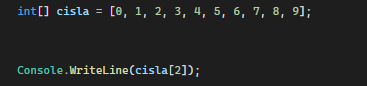 int[] cisla = [0, 1, 2, 3, 4, 5, 6, 7, 8, 9];
Console.WriteLine(cisla[2]);